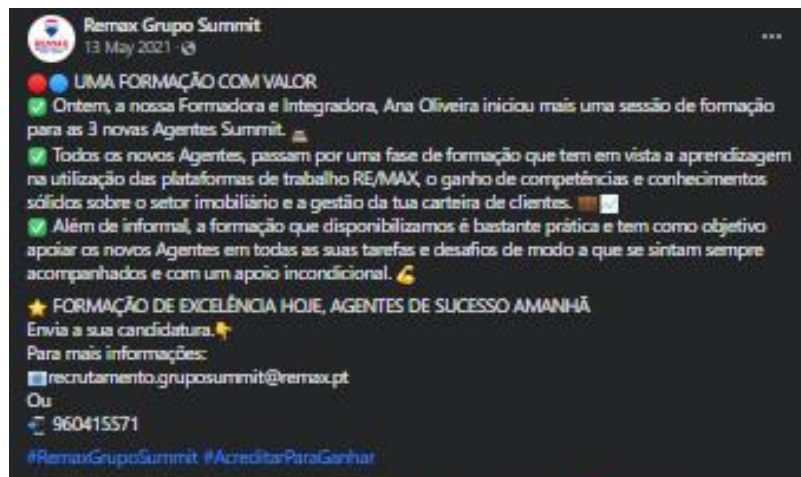 Remax Grupo Summit
13 May 2021 ·
🔴🔵 UMA FORMAÇÃO COM VALOR
✅ Ontem, a nossa Formadora e Integradora, Ana Oliveira iniciou mais uma sessão de formação
para as 3 novas Agentes Summit.
✅ Todos os novos Agentes, passam por uma fase de formação que tem em vista a aprendizagem
na utilização das plataformas de trabalho RE/MAX, o ganho de competências e conhecimentos
sólidos sobre o setor imobiliário e a gestão da tua carteira de clientes. 💼📈
✅ Além de informal, a formação que disponibilizamos é bastante prática e tem como objetivo
apoiar os novos Agentes em todas as suas tarefas e desafios de modo a que se sintam sempre
acompanhados e com um apoio incondicional. 💪
⭐ FORMAÇÃO DE EXCELÊNCIA HOJE, AGENTES DE SUCESSO AMANHÃ
Envia a sua candidatura.👇
Para mais informações:
📧recrutamento.gruposummit@remax.pt
Ou
📲 960415571
#RemaxGrupoSummit #AcreditarParaGanhar